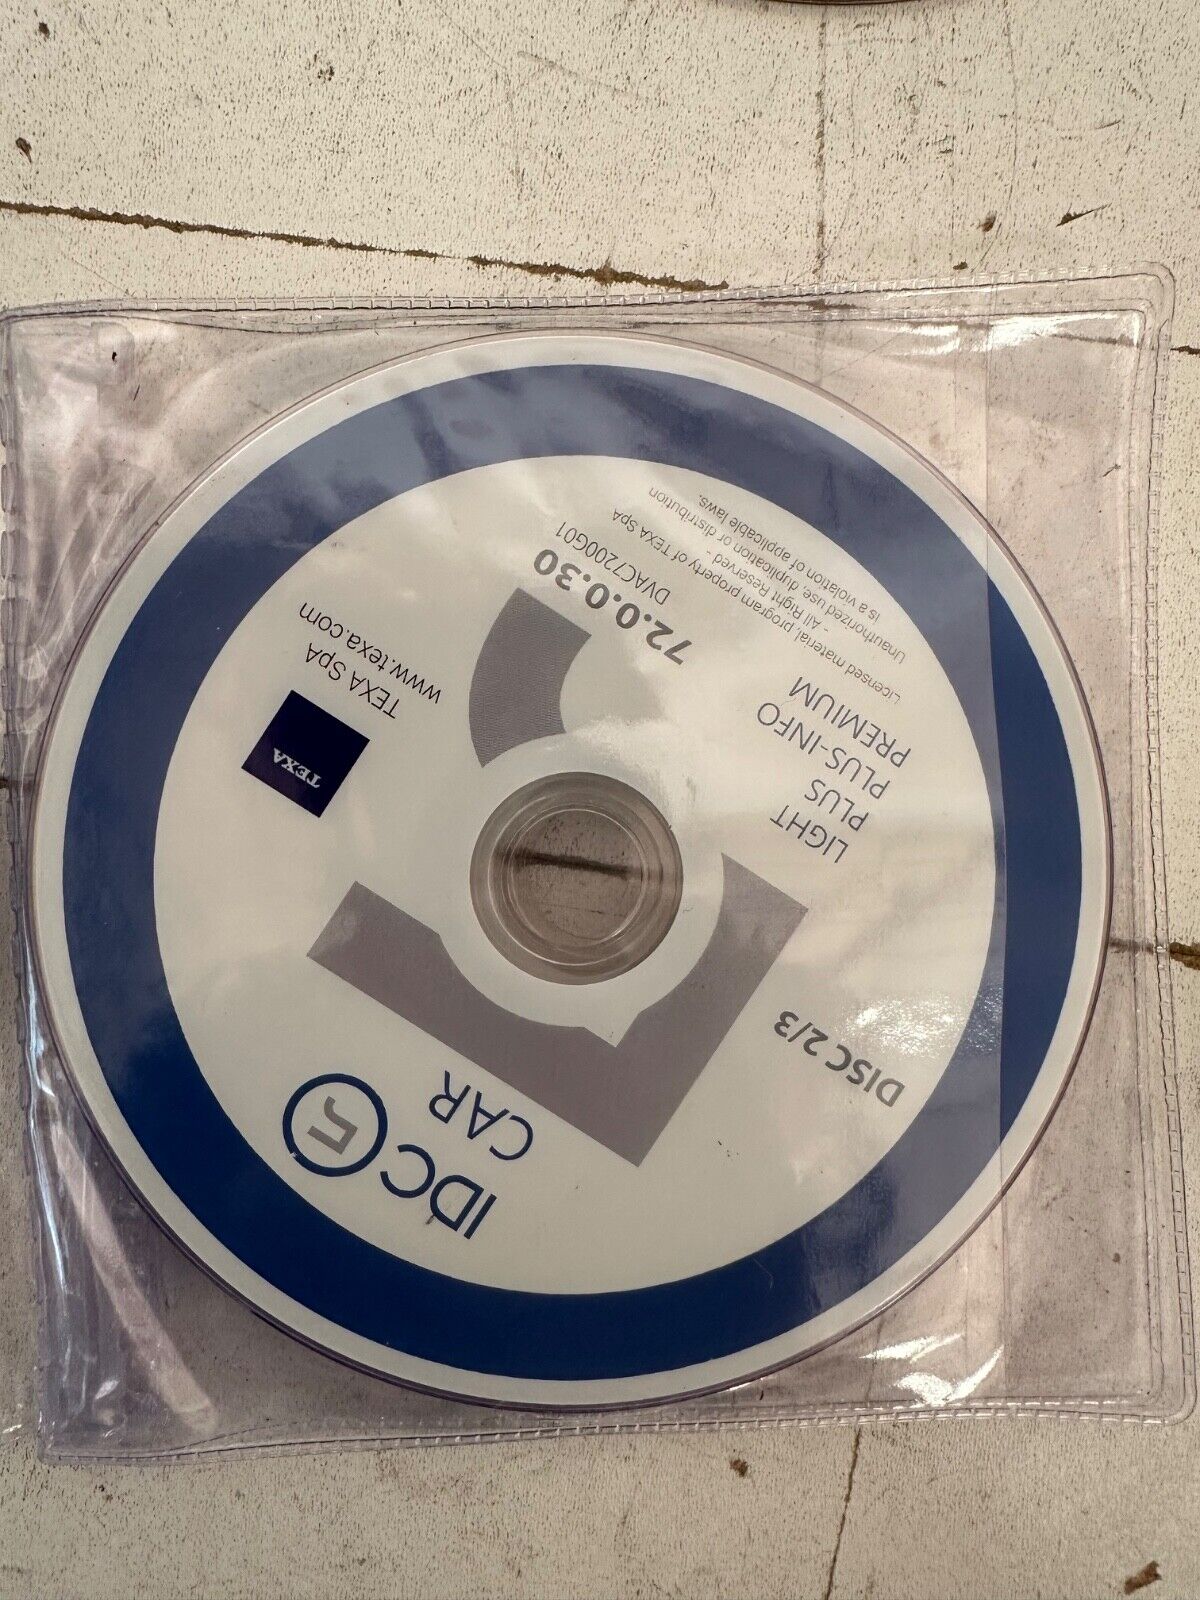 IDC5
CAR
DISC 2/3
LIGHT
PLUS
PLUS-INFO
PREMIUM
TEXA
TEXA SpA
www.texa.com
72.0.0.30
DVAC7200G01
Licensed material, program property of TEXA SpA
- All Right Reserved -
Unauthorized use, duplication or distribution
is a violation of applicable laws.